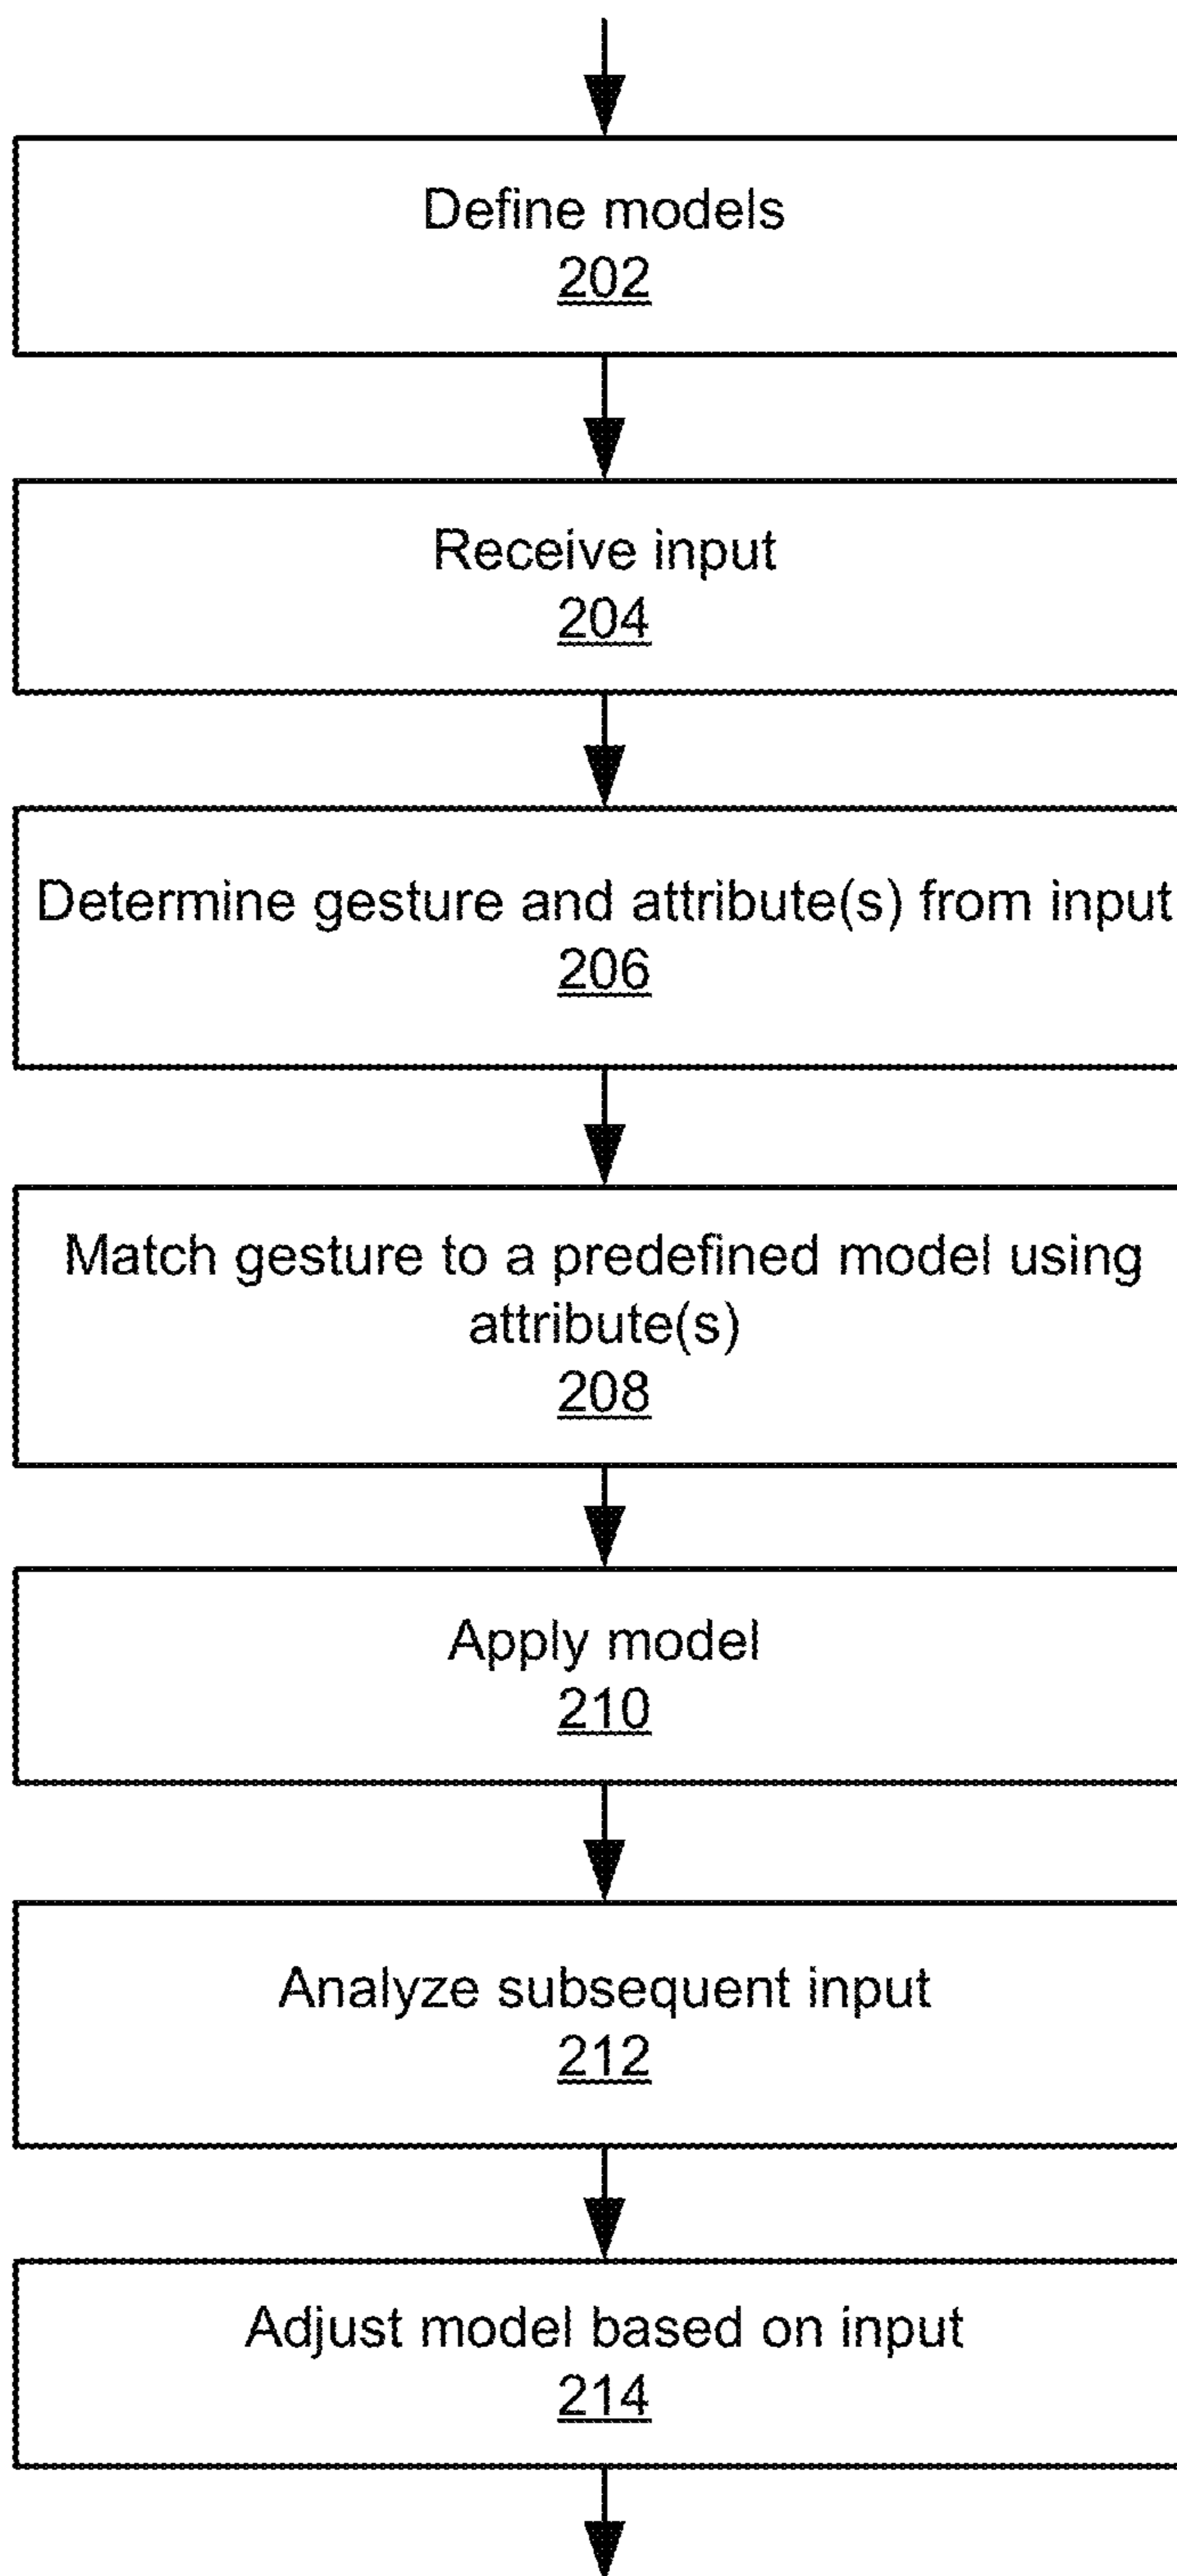 Define models
202
Receive input
204
Determine gesture and attribute(s) from input
206
Match gesture to a predefined model using
attribute(s)
208
Apply model
210
Analyze subsequent input
212
Adjust model based on input
214